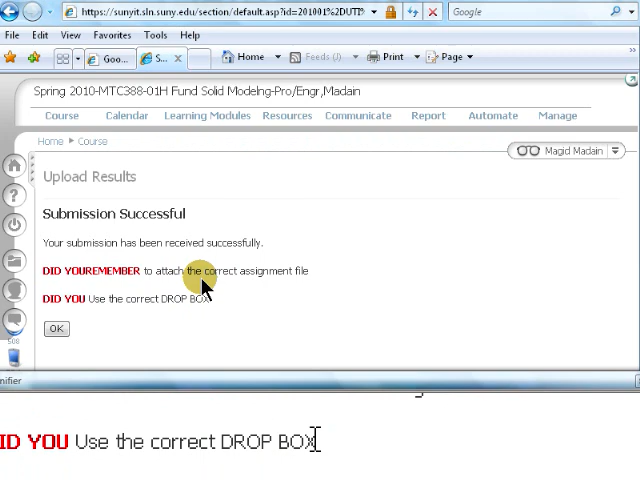 https://sunyit.sln.suny.edu/section/default.asp?id=201001%2DUTI
Google
File Edit View Favorites Tools Help
Goo... S... Home Feeds (J) Print Page
Spring 2010-MTC388-01H Fund Solid Modelng-Pro/Engr,Madain
Course Calendar Learning Modules Resources Communicate Report Automate Manage
Home Course
Magid Madain
Upload Results
Submission Successful
Your submission has been received successfully.
DID YOUREMEMBER to attach the correct assignment file
DID YOU Use the correct DROP BOX
OK
508
nifier
ID YOU Use the correct DROP BOX